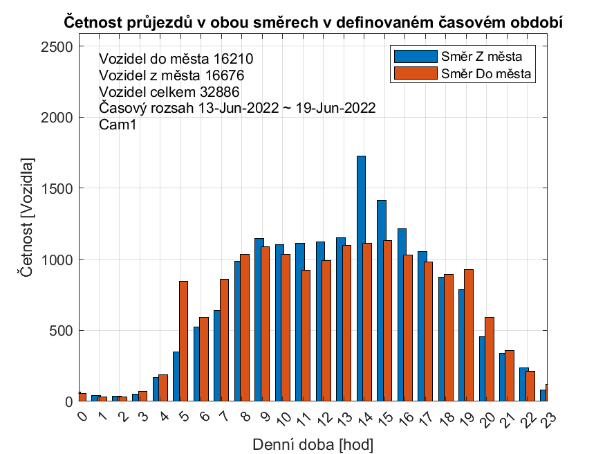 Četnost průjezdů v obou směrech v definovaném časovém období
Vozidel do města 16210
Vozidel z města 16676
Vozidel celkem 32886
Časový rozsah 13-Jun-2022 ~ 19-Jun-2022
Cam1
Směr Z města
Směr Do města
Četnost [Vozidla]
2500
2000
1500
1000
500
0
0 1 2 3 4 5 6 7 8 9 10 11 12 13 14 15 16 17 18 19 20 21 22 23
Denní doba [hod]